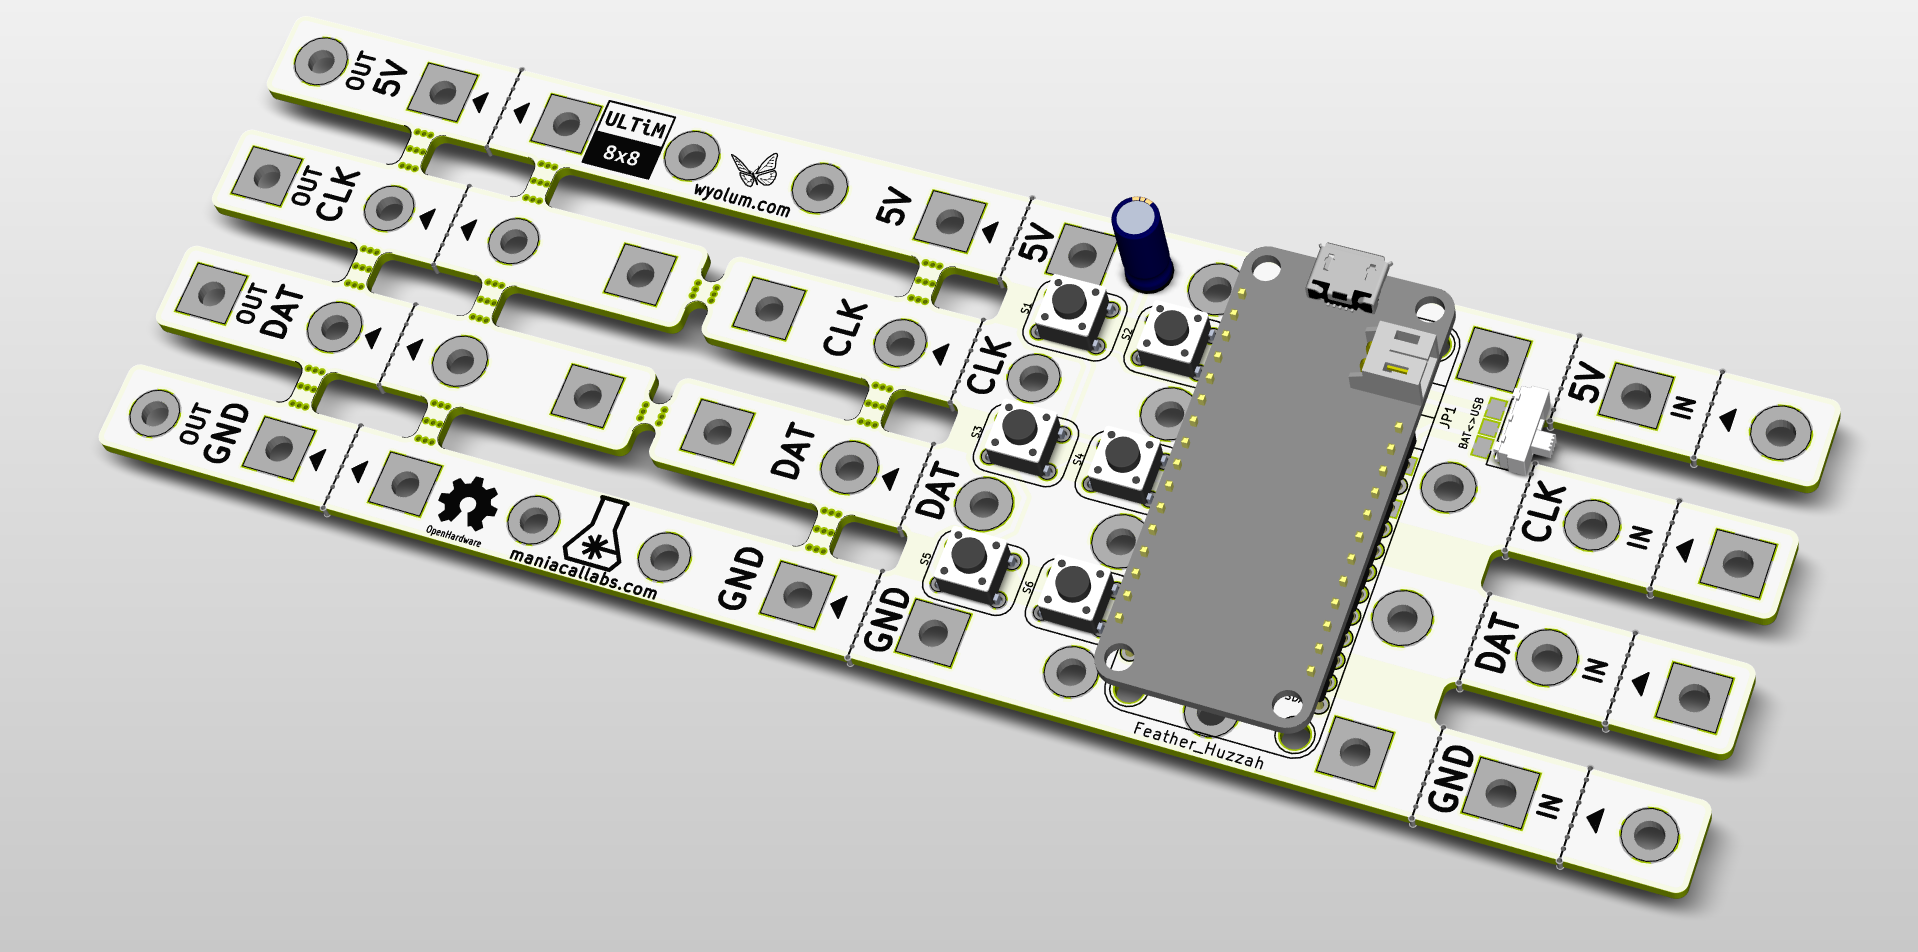 OUT
5V
ULTiM
8x8
wyolum.com
5V
5V
OUT
CLK
CLK
CLK
S1
S2
5V
IN
JP1
BAT<>USB
OUT
DAT
DAT
DAT
S3
S4
CLK
IN
OUT
GND
OpenHardware
maniacallabs.com
GND
GND
S5
S6
DAT
IN
Feather_Huzzah
GND
IN